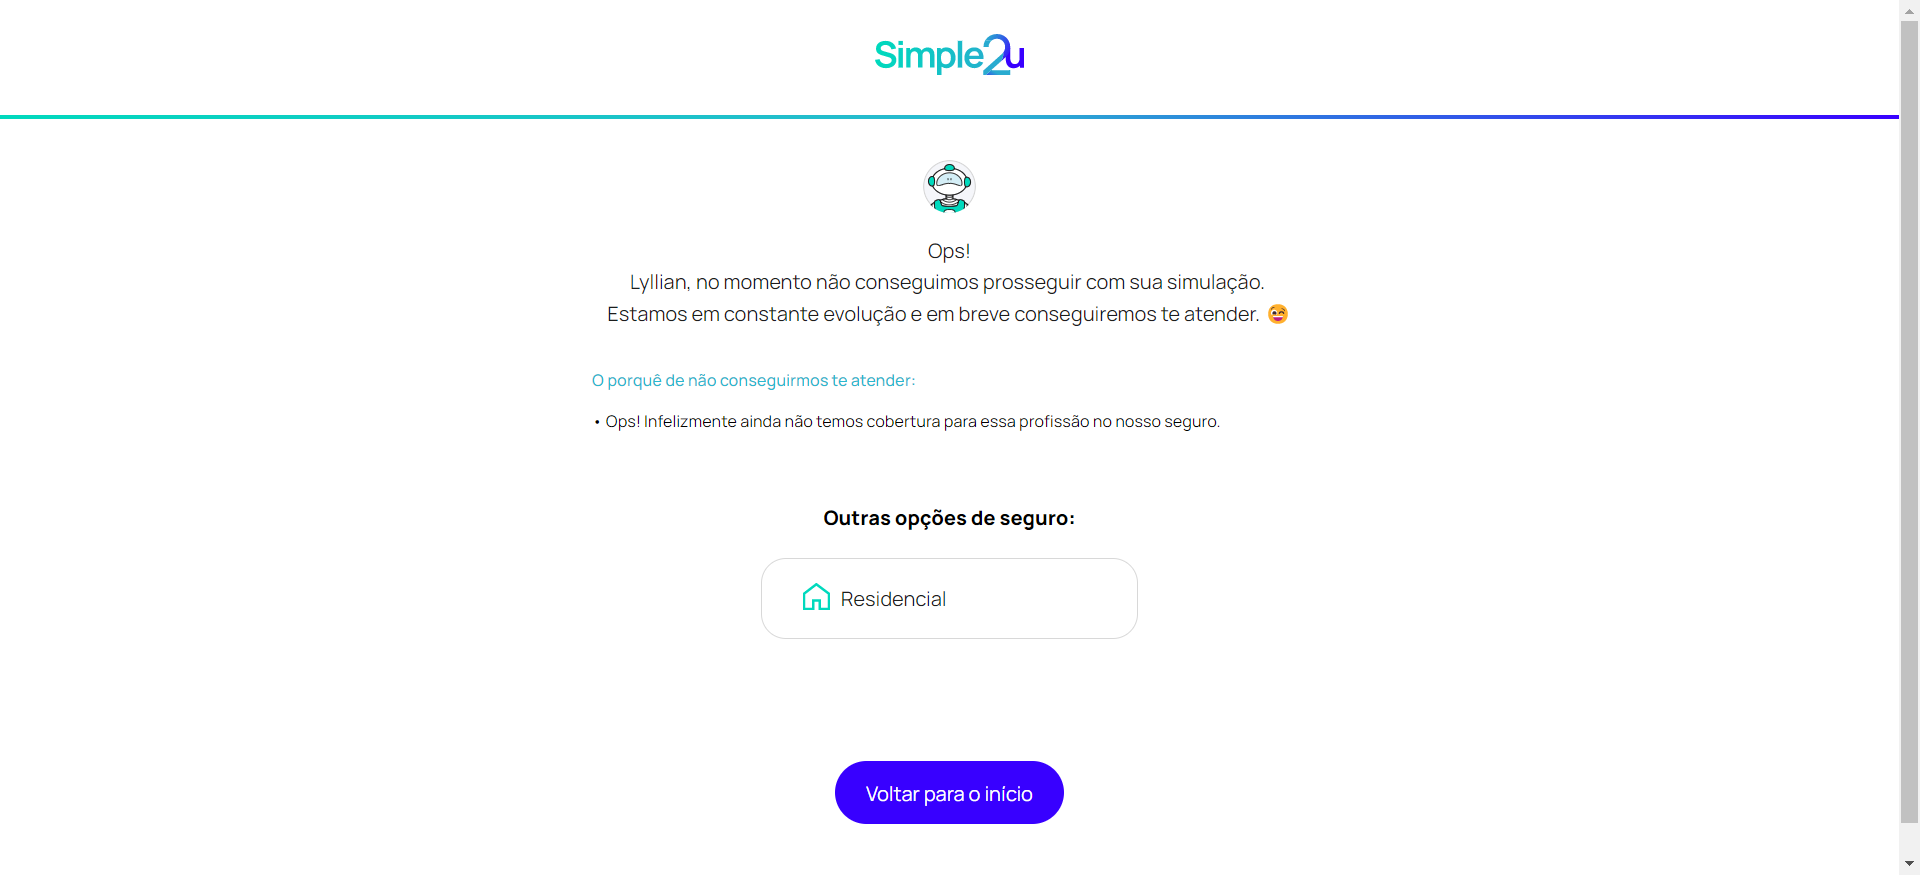 Simple2u
Ops!
Lyllian, no momento não conseguimos prosseguir com sua simulação.
Estamos em constante evolução e em breve conseguiremos te atender. 😄
O porquê de não conseguirmos te atender:
• Ops! Infelizmente ainda não temos cobertura para essa profissão no nosso seguro.
Outras opções de seguro:
Residencial
Voltar para o início